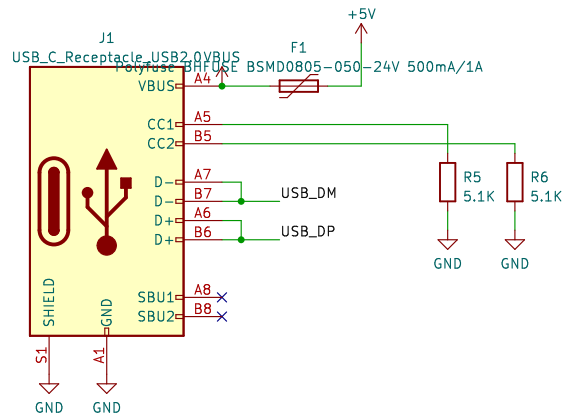 +5V
J1
F1
USB_C_Receptacle_USB2.0
VBUS
Polyfuse BHFUSE BSMD0805-050-24V 500mA/1A
VBUS A4
CC1 A5
CC2 B5
D- A7
D- B7 USB_DM
D+ A6
D+ B6 USB_DP
R5
5.1K
R6
5.1K
GND
GND
SBU1 A8
SBU2 B8
SHIELD
GND
S1
A1
GND
GND